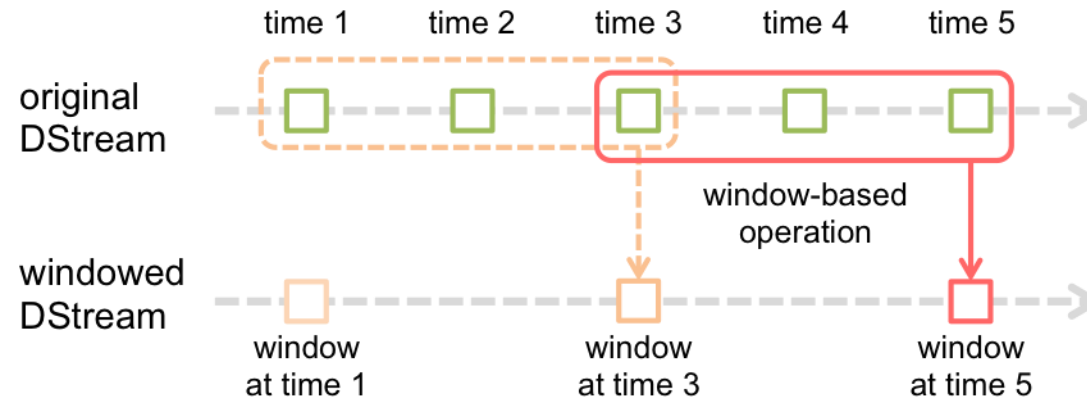 time 1
time 2
time 3
time 4
time 5
original
DStream
window-based
operation
windowed
DStream
window
at time 1
window
at time 3
window
at time 5